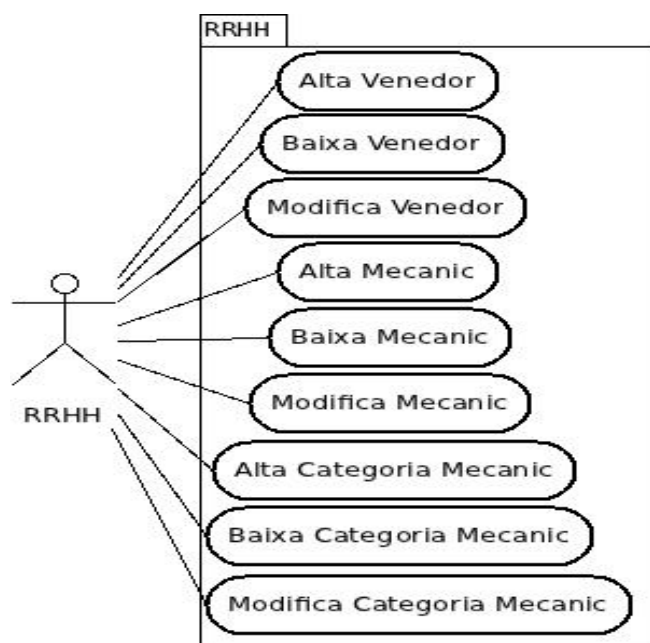 RRHH
Alta Venedor
Baixa Venedor
Modifica Venedor
Alta Mecanic
Baixa Mecanic
Modifica Mecanic
RRHH
Alta Categoria Mecanic
Baixa Categoria Mecanic
Modifica Categoria Mecanic